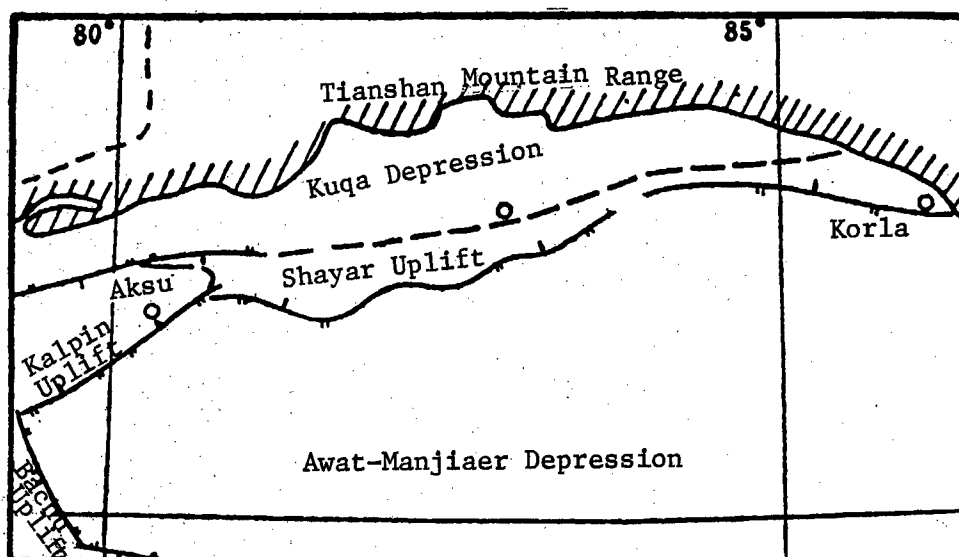 80°
85°
Tianshan Mountain Range
Kuqa Depression
Shayar Uplift
Korla
Aksu
Kalpin
Uplift
Awat-Manjiaer Depression
Bachu
Uplift